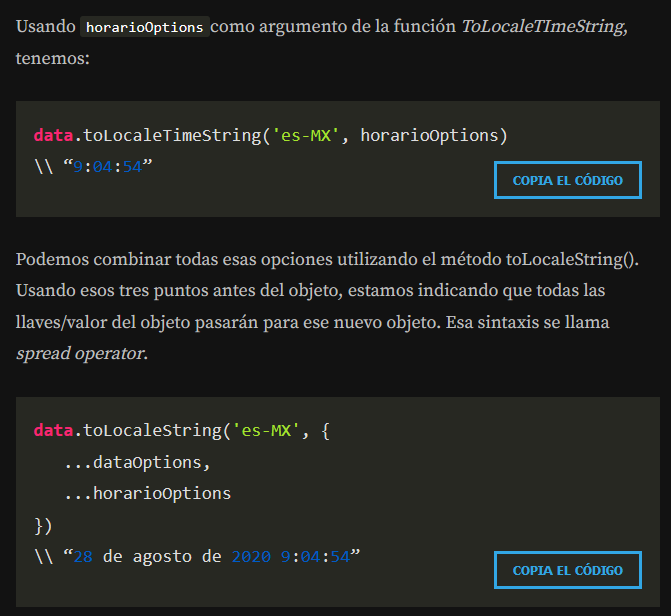 Usando horarioOptions como argumento de la función ToLocaleTImeString,
tenemos:
data.toLocaleTimeString('es-MX', horarioOptions)
\\ “9:04:54”
COPIA EL CÓDIGO
Podemos combinar todas esas opciones utilizando el método toLocaleString().
Usando esos tres puntos antes del objeto, estamos indicando que todas las
llaves/valor del objeto pasarán para ese nuevo objeto. Esa sintaxis se llama
spread operator.
data.toLocaleString('es-MX', {
   ...dataOptions,
   ...horarioOptions
})
\\ “28 de agosto de 2020 9:04:54”
COPIA EL CÓDIGO